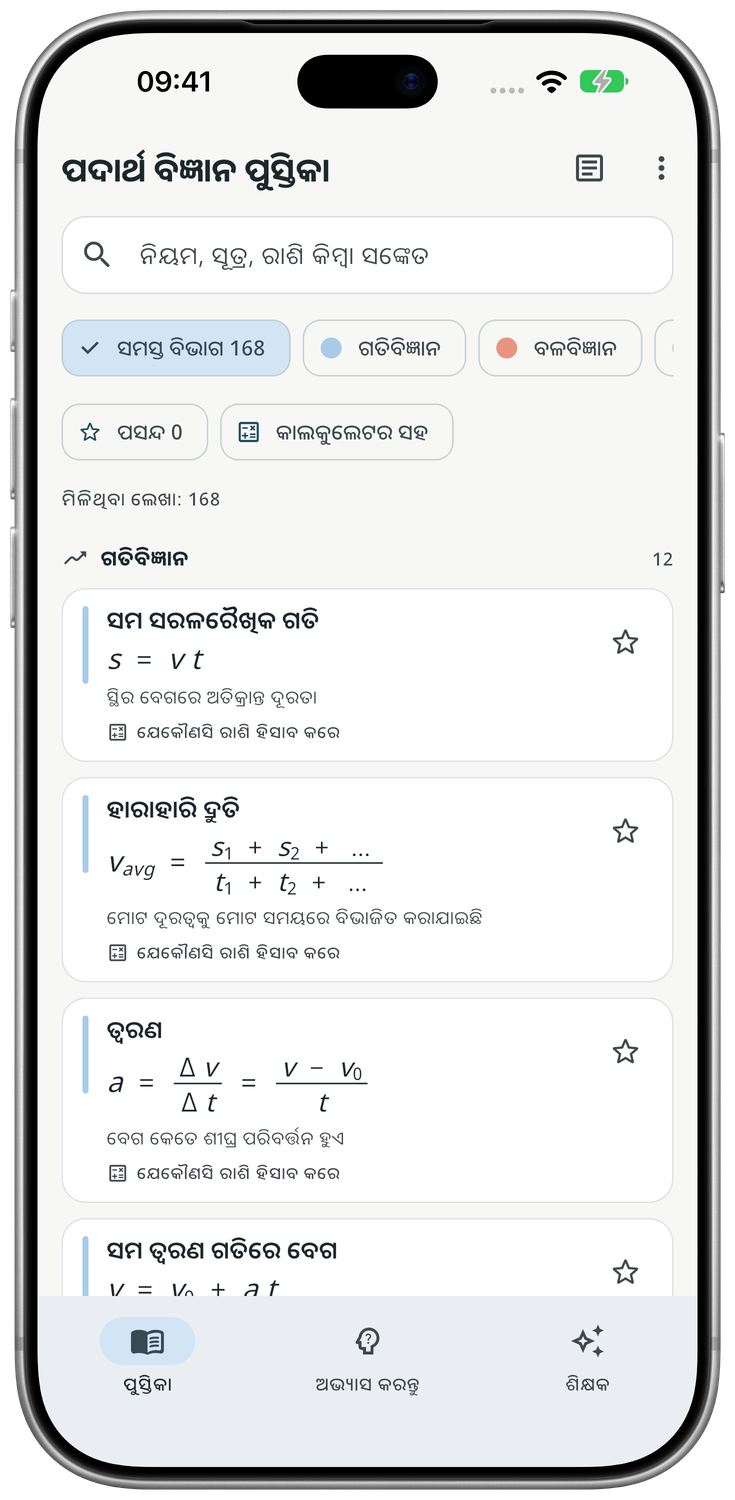 09:41
ପଦାର୍ଥ ବିଜ୍ଞାନ ପୁସ୍ତିକା
ନିୟମ, ସୂତ୍ର, ରାଶି କିମ୍ବା ସଙ୍କେତ
ସମସ୍ତ ବିଭାଗ 168
ଗତିବିଜ୍ଞାନ
ବଳବିଜ୍ଞାନ
ପସନ୍ଦ 0
କାଲକୁଲେଟର ସହ
ମିଳିଥିବା ଲେଖା: 168
ଗତିବିଜ୍ଞାନ 12
ସମ ସରଳରୈଖିକ ଗତି
s = v t
ସ୍ଥିର ବେଗରେ ଅତିକ୍ରାନ୍ତ ଦୂରତା
ଯେକୌଣସି ରାଶି ହିସାବ କରେ
ହାରାହାରି ଦ୍ରୁତି
v_avg = (s₁ + s₂ + ...) / (t₁ + t₂ + ...)
ମୋଟ ଦୂରତ୍ୱକୁ ମୋଟ ସମୟରେ ବିଭାଜିତ କରାଯାଇଛି
ଯେକୌଣସି ରାଶି ହିସାବ କରେ
ତ୍ୱରଣ
a = Δ v / Δ t = (v − v₀) / t
ବେଗ କେତେ ଶୀଘ୍ର ପରିବର୍ତ୍ତନ ହୁଏ
ଯେକୌଣସି ରାଶି ହିସାବ କରେ
ସମ ତ୍ୱରଣ ଗତିରେ ବେଗ
v = v₀ + a t
ପୁସ୍ତିକା
ଅଭ୍ୟାସ କରନ୍ତୁ
ଶିକ୍ଷକ